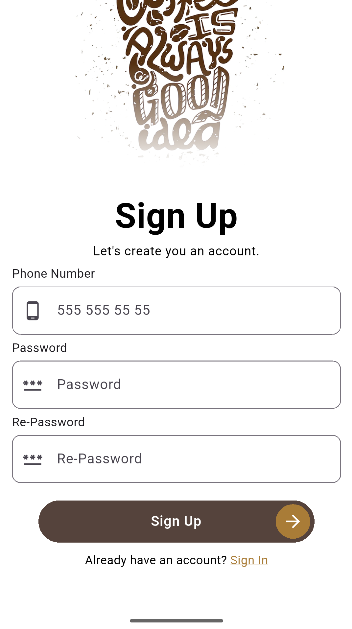 COFFEE
IS
ALWAYS
GOOD
idea
Sign Up
Let's create you an account.
Phone Number
555 555 55 55
Password
Password
Re-Password
Re-Password
Sign Up
Already have an account? Sign In